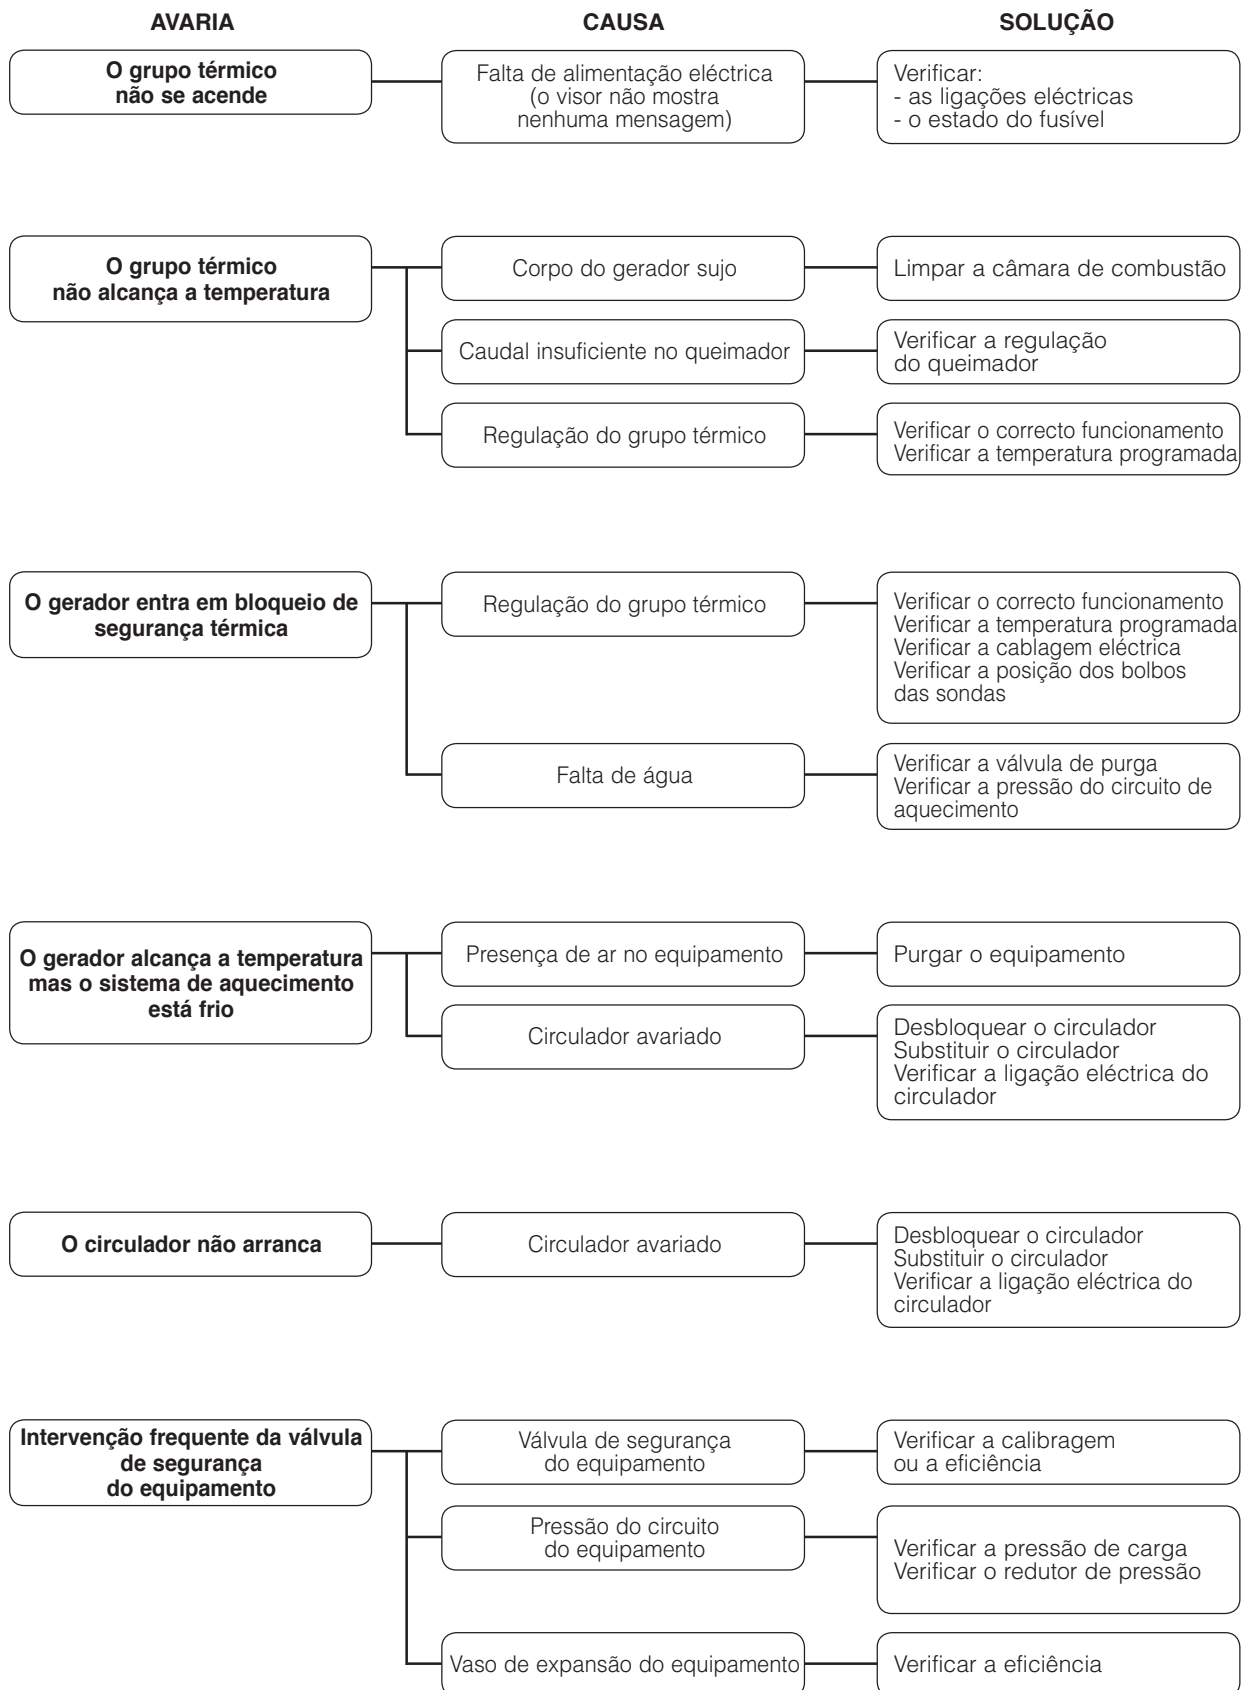 AVARIA
CAUSA
SOLUÇÃO
O grupo térmico
não se acende
Falta de alimentação eléctrica
(o visor não mostra
nenhuma mensagem)
Verificar:
- as ligações eléctricas
- o estado do fusível
O grupo térmico
não alcança a temperatura
Corpo do gerador sujo
Limpar a câmara de combustão
Caudal insuficiente no queimador
Verificar a regulação
do queimador
Regulação do grupo térmico
Verificar o correcto funcionamento
Verificar a temperatura programada
O gerador entra em bloqueio de
segurança térmica
Regulação do grupo térmico
Verificar o correcto funcionamento
Verificar a temperatura programada
Verificar a cablagem eléctrica
Verificar a posição dos bolbos
das sondas
Falta de água
Verificar a válvula de purga
Verificar a pressão do circuito de
aquecimento
O gerador alcança a temperatura
mas o sistema de aquecimento
está frio
Presença de ar no equipamento
Purgar o equipamento
Circulador avariado
Desbloquear o circulador
Substituir o circulador
Verificar a ligação eléctrica do
circulador
O circulador não arranca
Circulador avariado
Desbloquear o circulador
Substituir o circulador
Verificar a ligação eléctrica do
circulador
Intervenção frequente da válvula
de segurança
do equipamento
Válvula de segurança
do equipamento
Verificar a calibragem
ou a eficiência
Pressão do circuito
do equipamento
Verificar a pressão de carga
Verificar o redutor de pressão
Vaso de expansão do equipamento
Verificar a eficiência